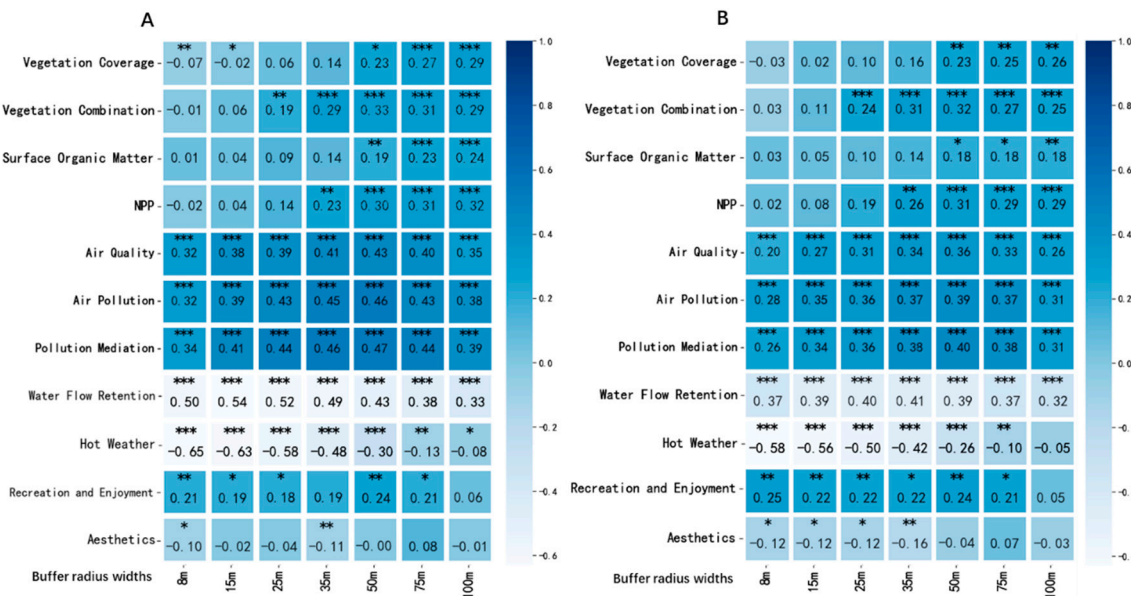 A
** * * *** ***
Vegetation Coverage -0.07 -0.02 0.06 0.14 0.23 0.27 0.29
** *** *** *** ***
Vegetation Combination -0.01 0.06 0.19 0.29 0.33 0.31 0.29
** *** ***
Surface Organic Matter 0.01 0.04 0.09 0.14 0.19 0.23 0.24
** *** *** ***
NPP -0.02 0.04 0.14 0.23 0.30 0.31 0.32
*** *** *** *** *** *** ***
Air Quality 0.32 0.38 0.39 0.41 0.43 0.40 0.35
*** *** *** *** *** *** ***
Air Pollution 0.32 0.39 0.43 0.45 0.46 0.43 0.38
*** *** *** *** *** *** ***
Pollution Mediation 0.34 0.41 0.44 0.46 0.47 0.44 0.39
*** *** *** *** *** *** ***
Water Flow Retention 0.50 0.54 0.52 0.49 0.43 0.38 0.33
*** *** *** *** *** ** *
Hot Weather -0.65 -0.63 -0.58 -0.48 -0.30 -0.13 -0.08
** * * ** *
Recreation and Enjoyment 0.21 0.19 0.18 0.19 0.24 0.21 0.06
* **
Aesthetics -0.10 -0.02 -0.04 -0.11 -0.00 0.08 -0.01
Buffer radius widths 8m 15m 25m 35m 50m 75m 100m
1.0
0.8
0.6
0.4
0.2
0.0
-0.2
-0.4
-0.6
B
** ** **
Vegetation Coverage -0.03 0.02 0.10 0.16 0.23 0.25 0.26
*** *** *** *** ***
Vegetation Combination 0.03 0.11 0.24 0.31 0.32 0.27 0.25
* * **
Surface Organic Matter 0.03 0.05 0.10 0.14 0.18 0.18 0.18
** *** *** ***
NPP 0.02 0.08 0.19 0.26 0.31 0.29 0.29
*** *** *** *** *** *** ***
Air Quality 0.20 0.27 0.31 0.34 0.36 0.33 0.26
*** *** *** *** *** *** ***
Air Pollution 0.28 0.35 0.36 0.37 0.39 0.37 0.31
*** *** *** *** *** *** ***
Pollution Mediation 0.26 0.34 0.36 0.38 0.40 0.38 0.31
*** *** *** *** *** *** ***
Water Flow Retention 0.37 0.39 0.40 0.41 0.39 0.37 0.32
*** *** *** *** *** **
Hot Weather -0.58 -0.56 -0.50 -0.42 -0.26 -0.10 -0.05
** ** ** * ** *
Recreation and Enjoyment 0.25 0.22 0.22 0.22 0.24 0.21 0.05
* * * **
Aesthetics -0.12 -0.12 -0.12 -0.16 -0.04 0.07 -0.03
Buffer radius widths 8m 15m 25m 35m 50m 75m 100m
1.0
0.8
0.6
0.4
0.2
0.0
-0.
-0.
-0.